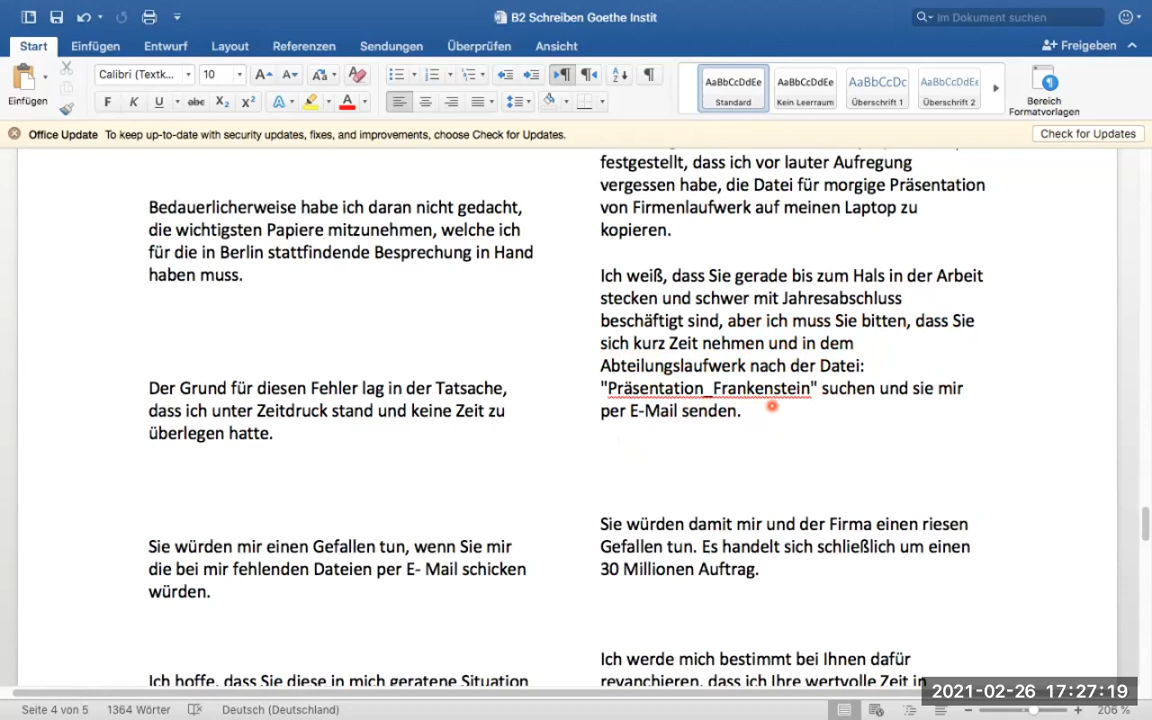 B2 Schreiben Goethe Instit
Im Dokument suchen
Start Einfügen Entwurf Layout Referenzen Sendungen Überprüfen Ansicht Freigeben
Einfügen
Calibri (Textk... 10
F K U abc X₂ X²
AaBbCcDdEe Standard
AaBbCcDdEe Kein Leerraum
AaBbCcDc Überschrift 1
AaBbCcDdEe Überschrift 2
Bereich Formatvorlagen
Office Update To keep up-to-date with security updates, fixes, and improvements, choose Check for Updates. Check for Updates
Bedauerlicherweise habe ich daran nicht gedacht,
die wichtigsten Papiere mitzunehmen, welche ich
für die in Berlin stattfindende Besprechung in Hand
haben muss.
Der Grund für diesen Fehler lag in der Tatsache,
dass ich unter Zeitdruck stand und keine Zeit zu
überlegen hatte.
Sie würden mir einen Gefallen tun, wenn Sie mir
die bei mir fehlenden Dateien per E- Mail schicken
würden.
Ich hoffe, dass Sie diese in mich geratene Situation
festgestellt, dass ich vor lauter Aufregung
vergessen habe, die Datei für morgige Präsentation
von Firmenlaufwerk auf meinen Laptop zu
kopieren.
Ich weiß, dass Sie gerade bis zum Hals in der Arbeit
stecken und schwer mit Jahresabschluss
beschäftigt sind, aber ich muss Sie bitten, dass Sie
sich kurz Zeit nehmen und in dem
Abteilungslaufwerk nach der Datei:
"Präsentation_Frankenstein" suchen und sie mir
per E-Mail senden.
Sie würden damit mir und der Firma einen riesen
Gefallen tun. Es handelt sich schließlich um einen
30 Millionen Auftrag.
Ich werde mich bestimmt bei Ihnen dafür
revanchieren, dass ich Ihre wertvolle Zeit in
2021-02-26 17:27:19
Seite 4 von 5 1364 Wörter Deutsch (Deutschland) 206 %